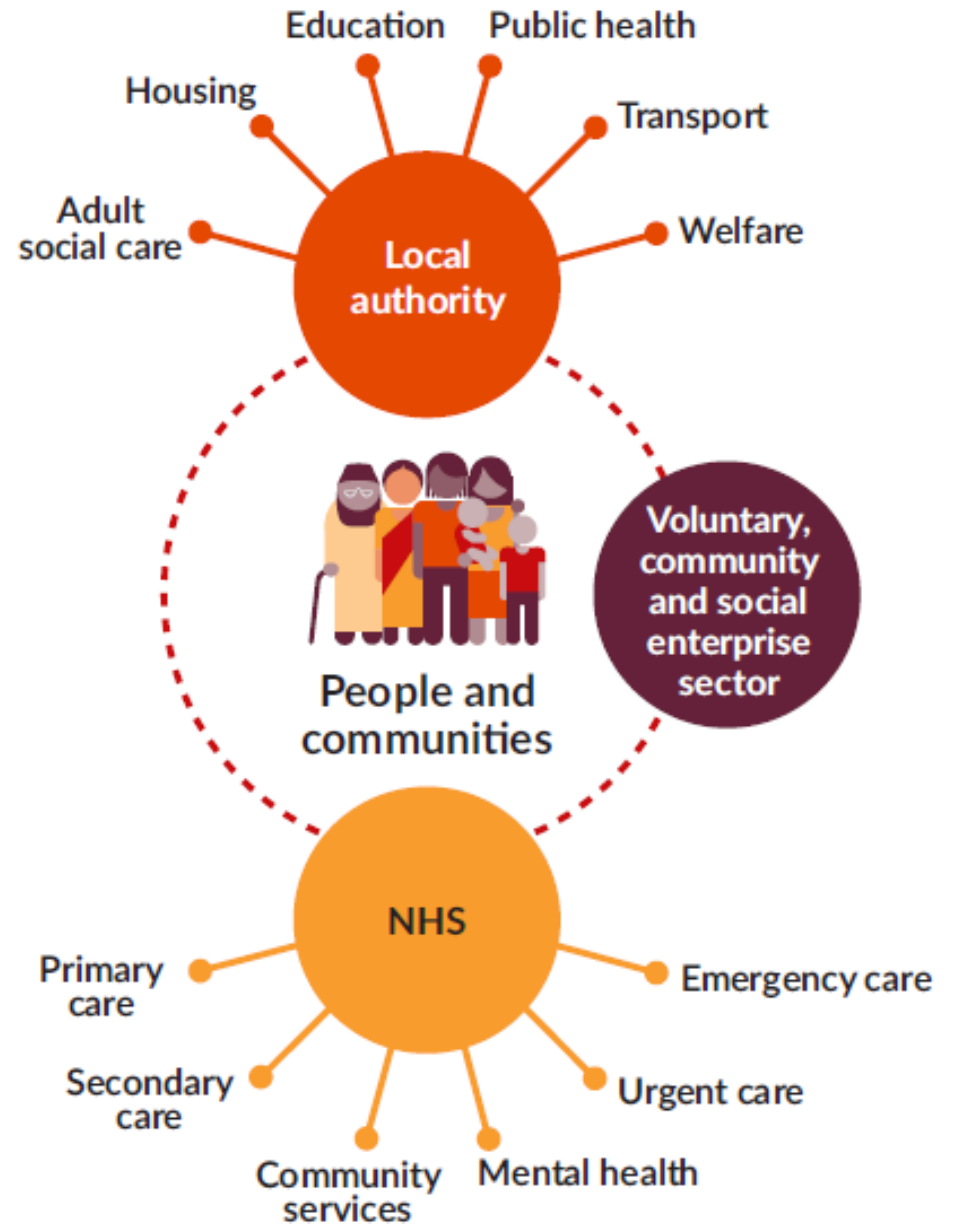 Education
Public health
Housing
Transport
Adult
social care
Welfare
Local
authority
Voluntary,
community
and social
enterprise
sector
People and
communities
NHS
Primary
care
Emergency care
Secondary
care
Urgent care
Community
services
Mental health